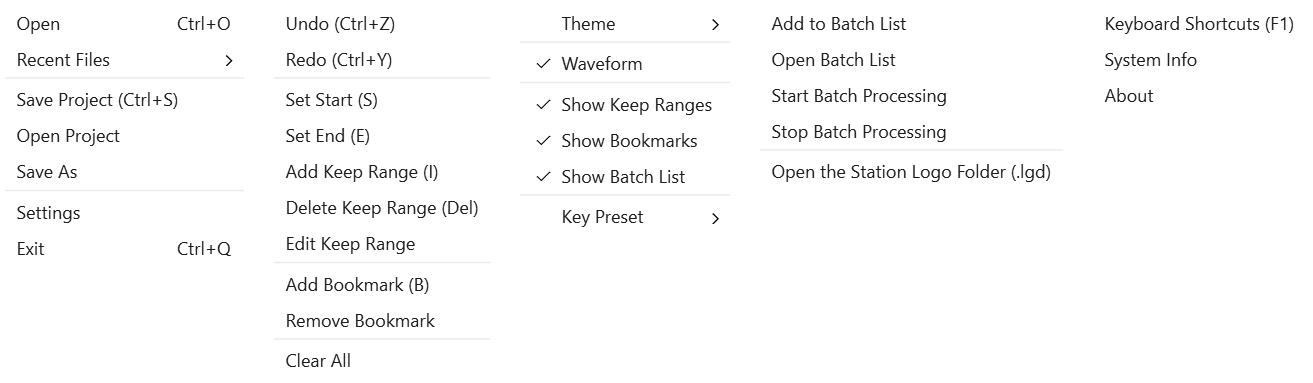 Open Ctrl+O
Recent Files
Save Project (Ctrl+S)
Open Project
Save As
Settings
Exit Ctrl+Q
Undo (Ctrl+Z)
Redo (Ctrl+Y)
Set Start (S)
Set End (E)
Add Keep Range (I)
Delete Keep Range (Del)
Edit Keep Range
Add Bookmark (B)
Remove Bookmark
Clear All
Theme
Waveform
Show Keep Ranges
Show Bookmarks
Show Batch List
Key Preset
Add to Batch List
Open Batch List
Start Batch Processing
Stop Batch Processing
Open the Station Logo Folder (.lgd)
Keyboard Shortcuts (F1)
System Info
About